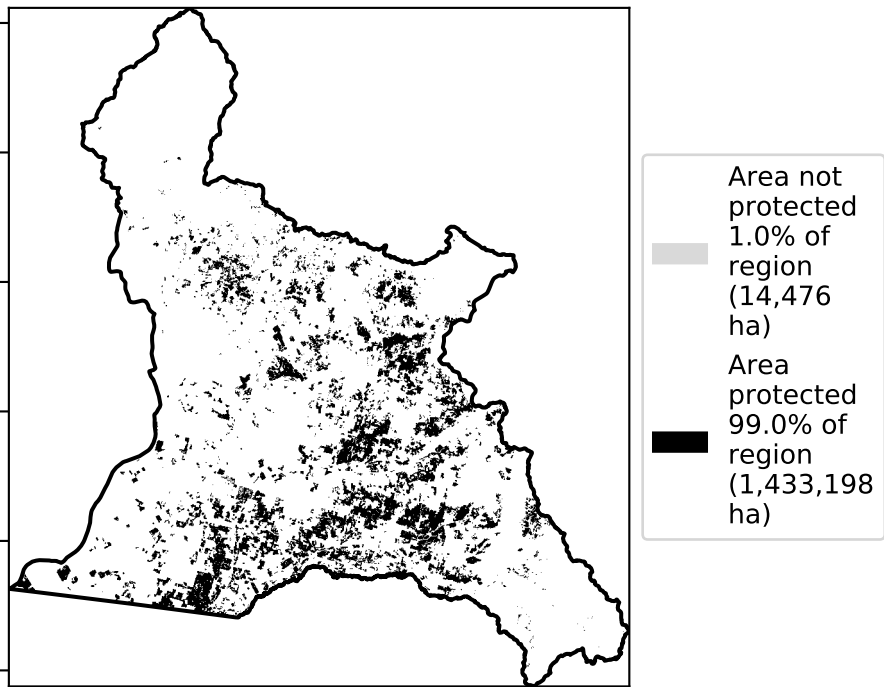 Area not
protected
1.0% of
region
(14,476
ha)
Area
protected
99.0% of
region
(1,433,198
ha)